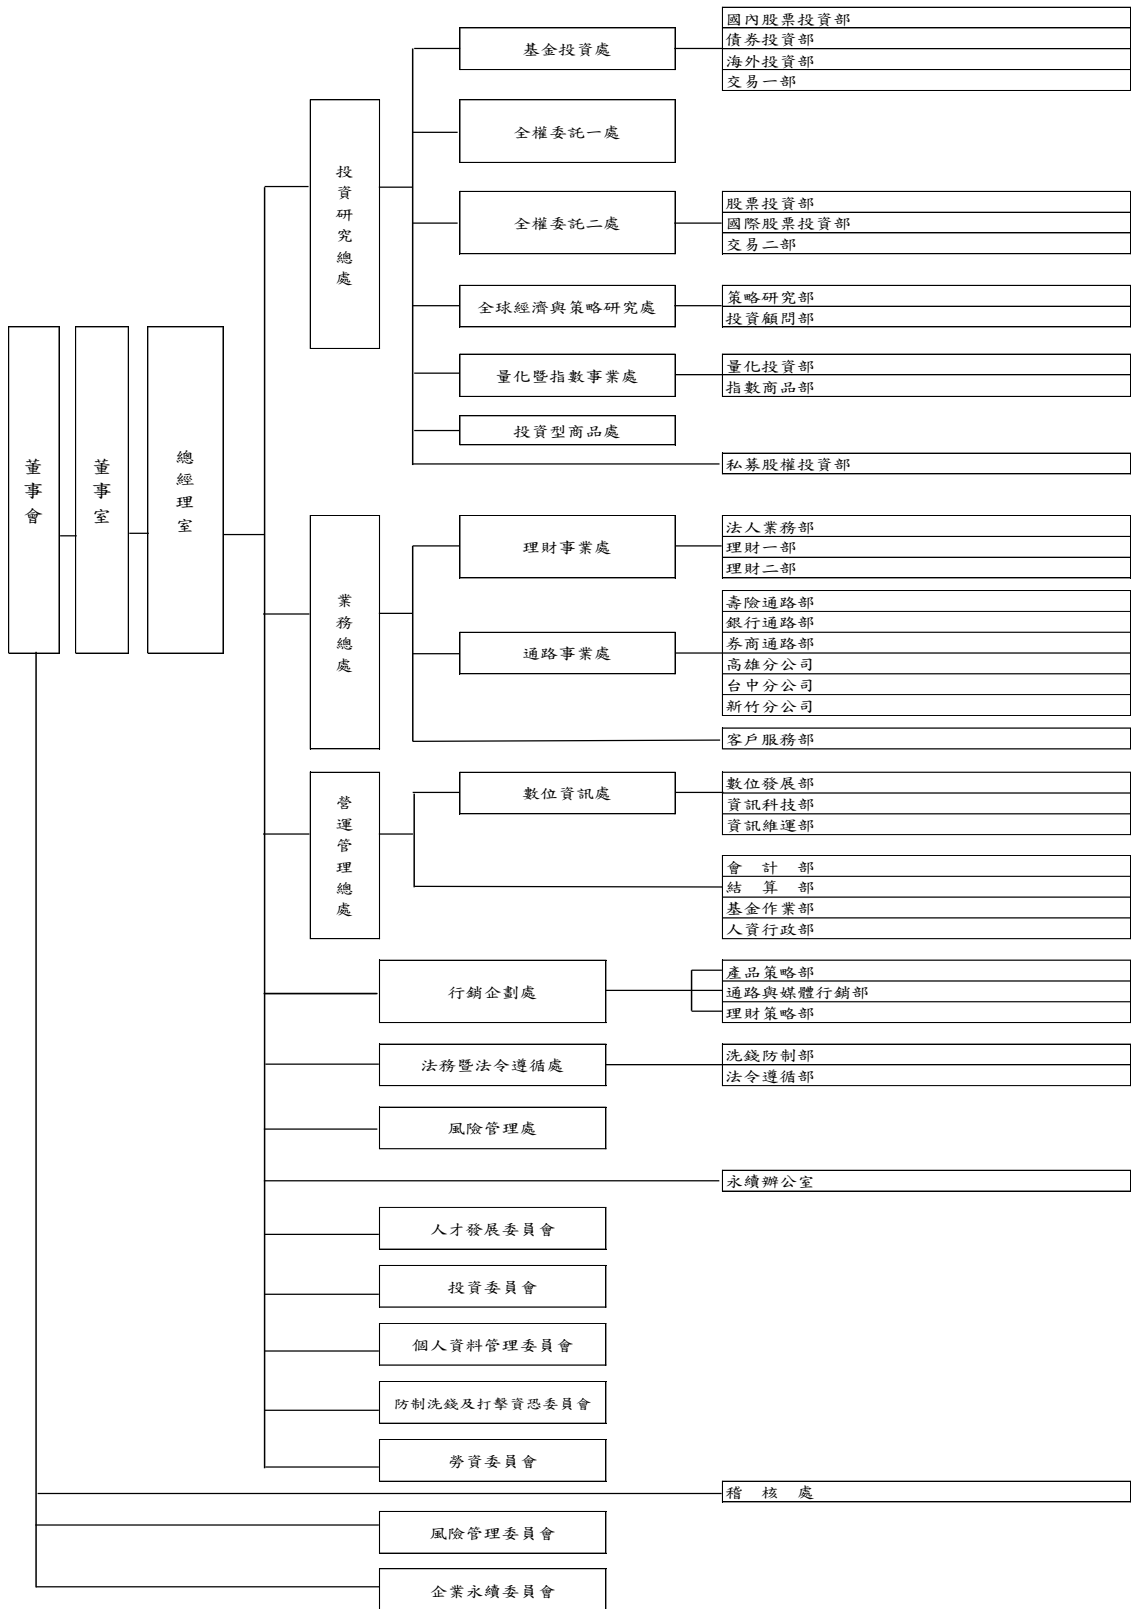 董事會
董事室
總經理室
投資研究總處
基金投資處
國內股票投資部
債券投資部
海外投資部
交易一部
全權委託一處
全權委託二處
股票投資部
國際股票投資部
交易二部
全球經濟與策略研究處
策略研究部
投資顧問部
量化暨指數事業處
量化投資部
指數商品部
投資型商品處
私募股權投資部
業務總處
理財事業處
法人業務部
理財一部
理財二部
通路事業處
壽險通路部
銀行通路部
券商通路部
高雄分公司
台中分公司
新竹分公司
客戶服務部
營運管理總處
數位資訊處
數位發展部
資訊科技部
資訊維運部
會 計 部
結 算 部
基金作業部
人資行政部
行銷企劃處
產品策略部
通路與媒體行銷部
理財策略部
法務暨法令遵循處
洗錢防制部
法令遵循部
風險管理處
永續辦公室
人才發展委員會
投資委員會
個人資料管理委員會
防制洗錢及打擊資恐委員會
勞資委員會
稽 核 處
風險管理委員會
企業永續委員會